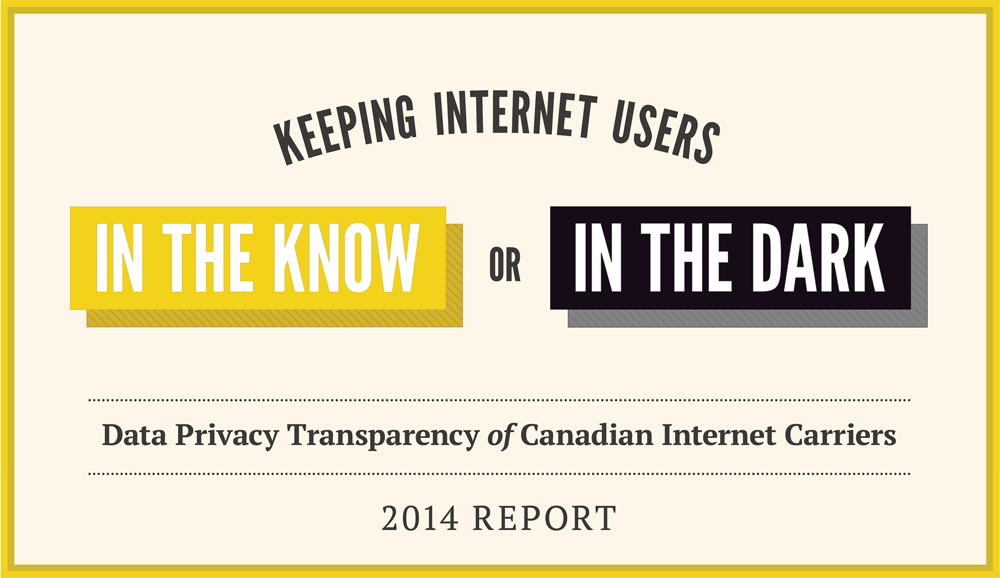 KEEPING INTERNET USERS
IN THE KNOW OR IN THE DARK
Data Privacy Transparency of Canadian Internet Carriers
2014 REPORT